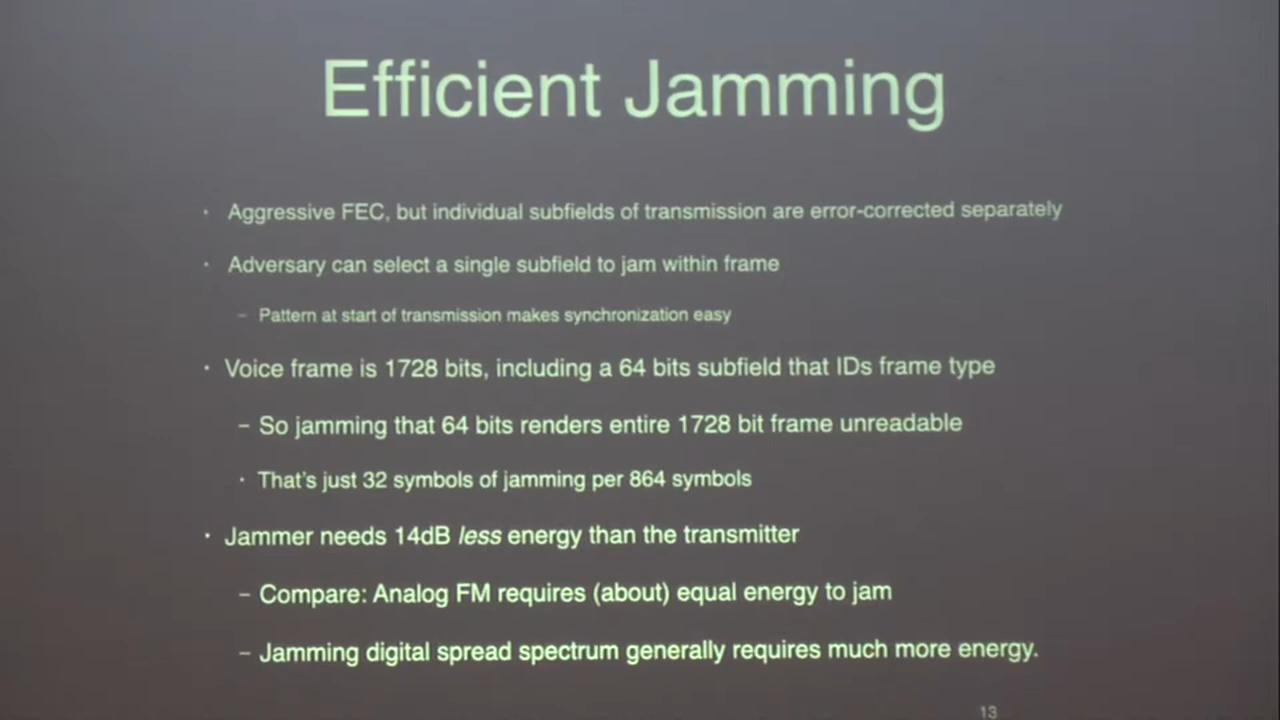 Efficient Jamming
· Aggressive FEC, but individual subfields of transmission are error-corrected separately
· Adversary can select a single subfield to jam within frame
– Pattern at start of transmission makes synchronization easy
· Voice frame is 1728 bits, including a 64 bits subfield that IDs frame type
– So jamming that 64 bits renders entire 1728 bit frame unreadable
· That's just 32 symbols of jamming per 864 symbols
· Jammer needs 14dB less energy than the transmitter
– Compare: Analog FM requires (about) equal energy to jam
– Jamming digital spread spectrum generally requires much more energy.
13